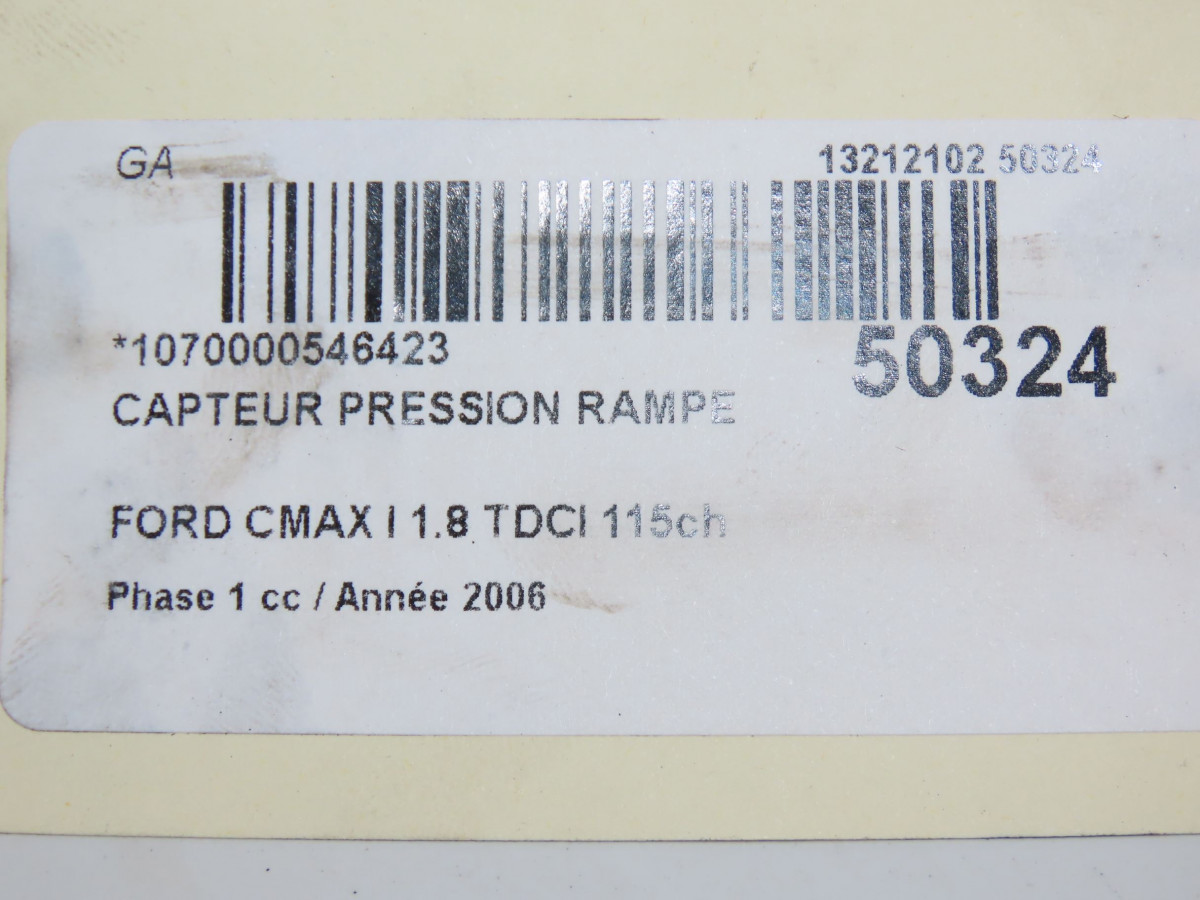 GA
13212102 50324
*1070000546423
50324
CAPTEUR PRESSION RAMPE
FORD CMAX I 1.8 TDCI 115ch
Phase 1 cc / Année 2006